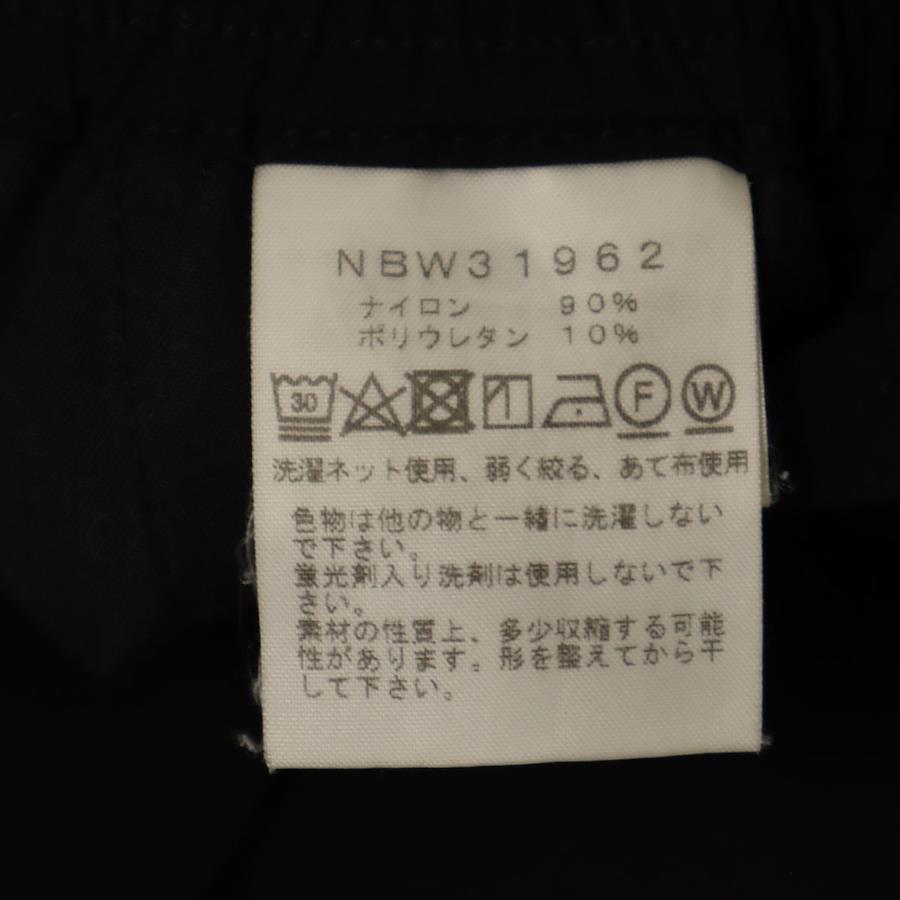 NBW31962
ナイロン 90%
ポリウレタン 10%
30 F W
洗濯ネット使用、弱く絞る、あて布使用
色物は他の物と一緒に洗濯しない
で下さい。
蛍光剤入り洗剤は使用しないで下
さい。
素材の性質上、多少収縮する可能
性があります。形を整えてから干
して下さい。